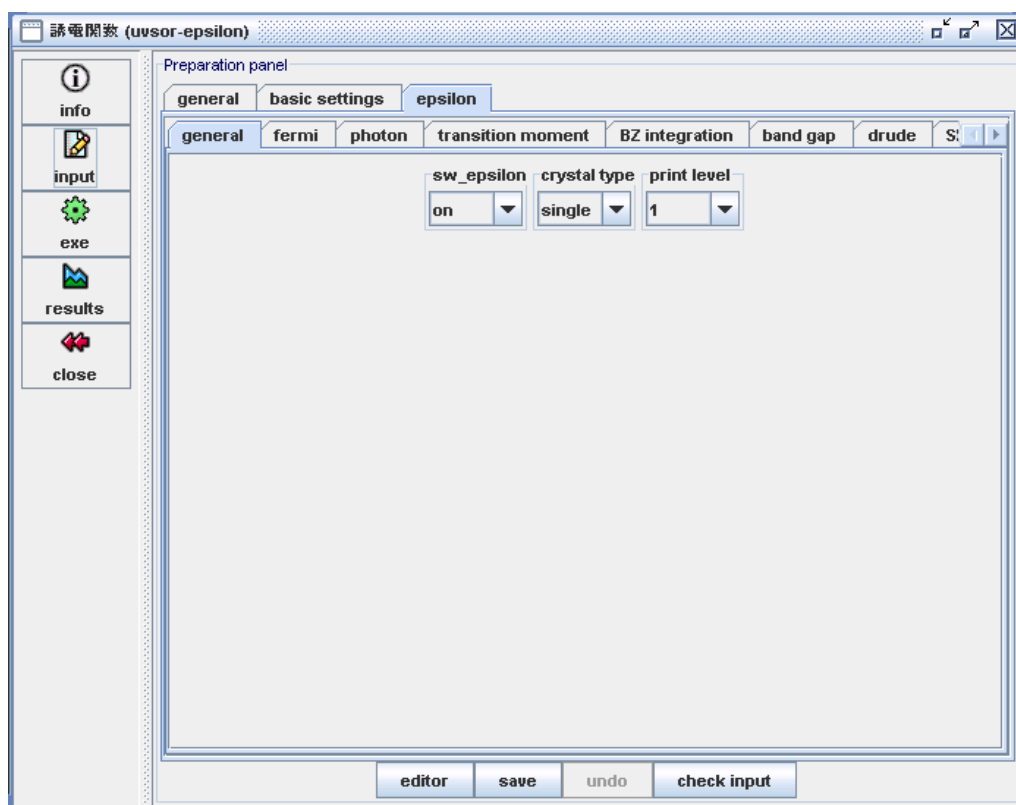 誘電関数 (uvsor-epsilon)
info
input
exe
results
close
Preparation panel
general basic settings epsilon
general fermi photon transition moment BZ integration band gap drude
sw_epsilon crystal type print level
on single 1
editor save undo check input